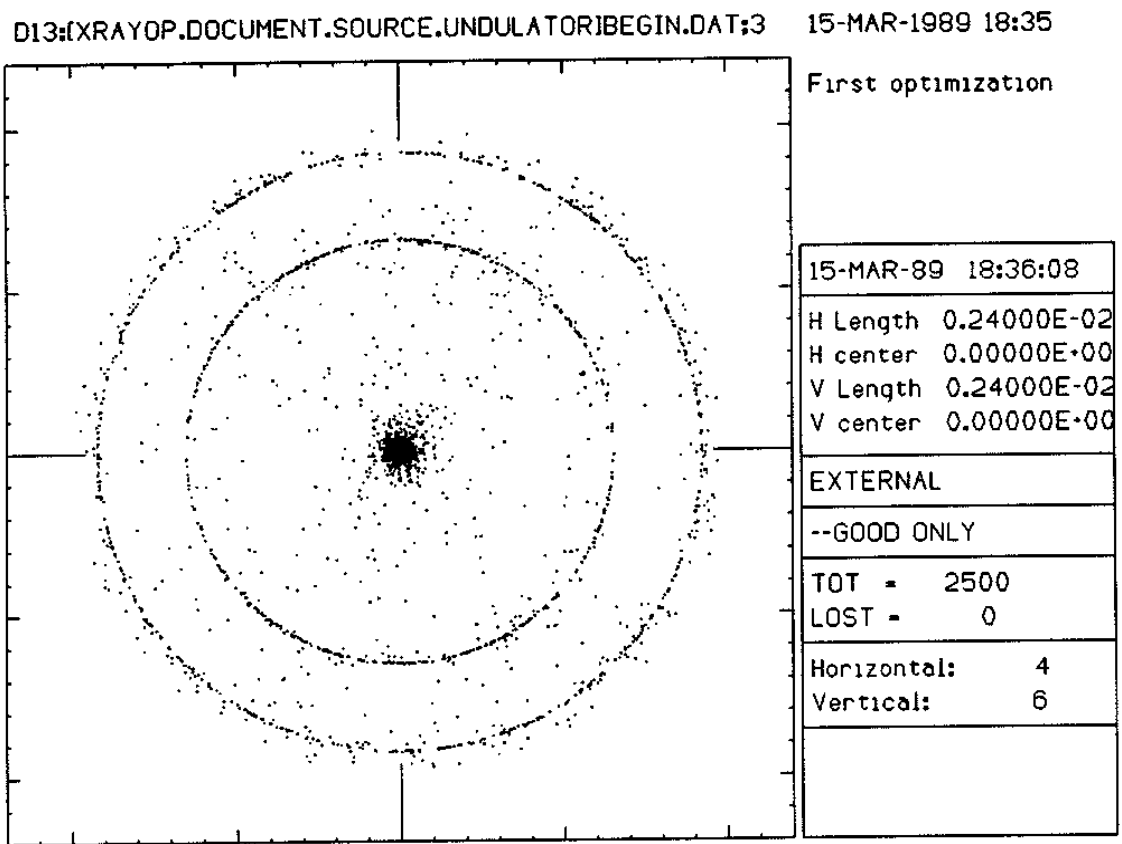 D13:[XRAYOP.DOCUMENT.SOURCE.UNDULATOR]BEGIN.DAT;3 15-MAR-1989 18:35
First optimization
15-MAR-89 18:36:08
H Length 0.24000E-02
H center 0.00000E+00
V Length 0.24000E-02
V center 0.00000E+00
EXTERNAL
--GOOD ONLY
TOT = 2500
LOST = 0
Horizontal: 4
Vertical: 6